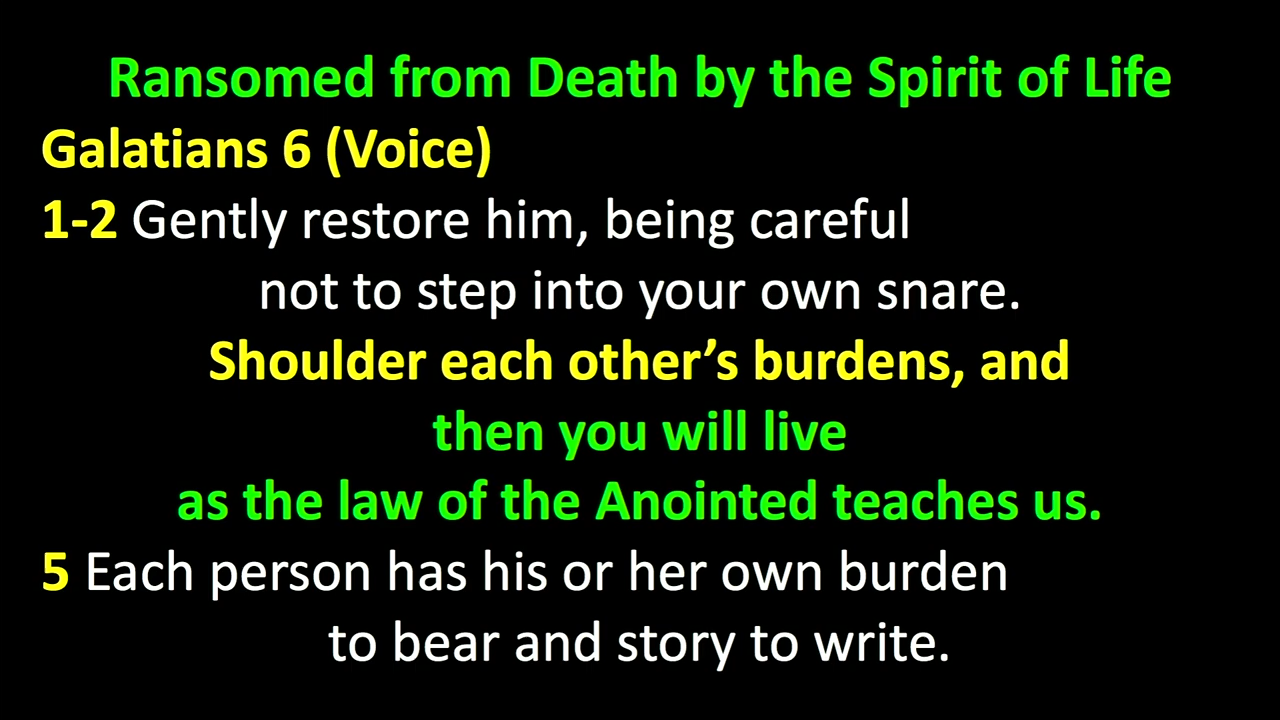 Ransomed from Death by the Spirit of Life
Galatians 6 (Voice)
1-2 Gently restore him, being careful
not to step into your own snare.
Shoulder each other’s burdens, and
then you will live
as the law of the Anointed teaches us.
5 Each person has his or her own burden
to bear and story to write.